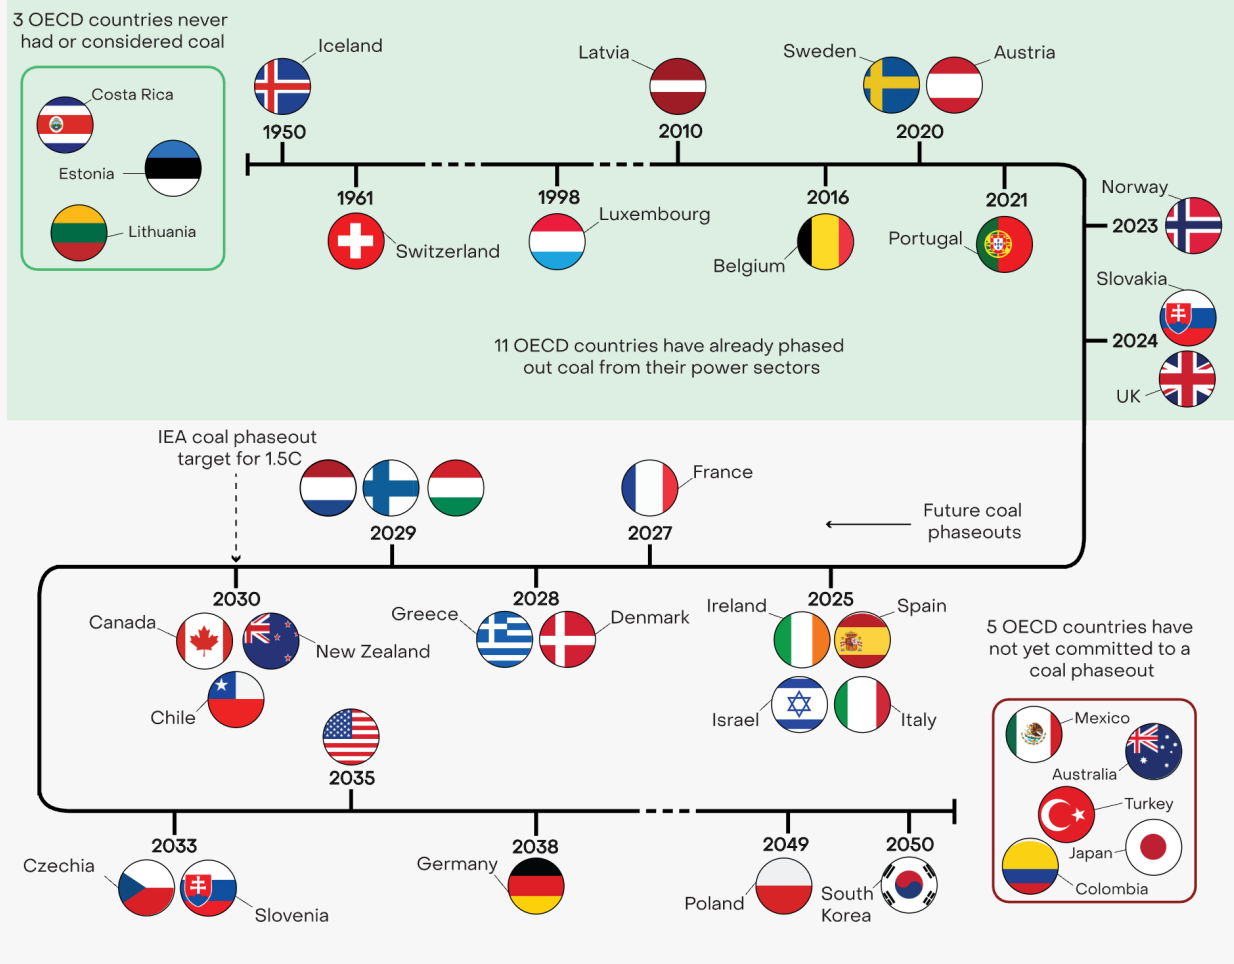 3 OECD countries never
had or considered coal
Costa Rica
Estonia
Lithuania
Iceland
1950
Latvia
2010
Sweden
Austria
2020
1961
Switzerland
1998
Luxembourg
2016
Belgium
2021
Portugal
Norway
2023
Slovakia
2024
UK
11 OECD countries have already phased
out coal from their power sectors
IEA coal phaseout
target for 1.5C
2029
France
2027
Future coal
phaseouts
2030
Canada
New Zealand
Chile
2028
Greece
Denmark
2025
Ireland
Spain
Israel
Italy
2035
5 OECD countries have
not yet committed to a
coal phaseout
Mexico
Australia
Turkey
Japan
Colombia
2033
Czechia
Slovenia
2038
Germany
2049
Poland
2050
South
Korea